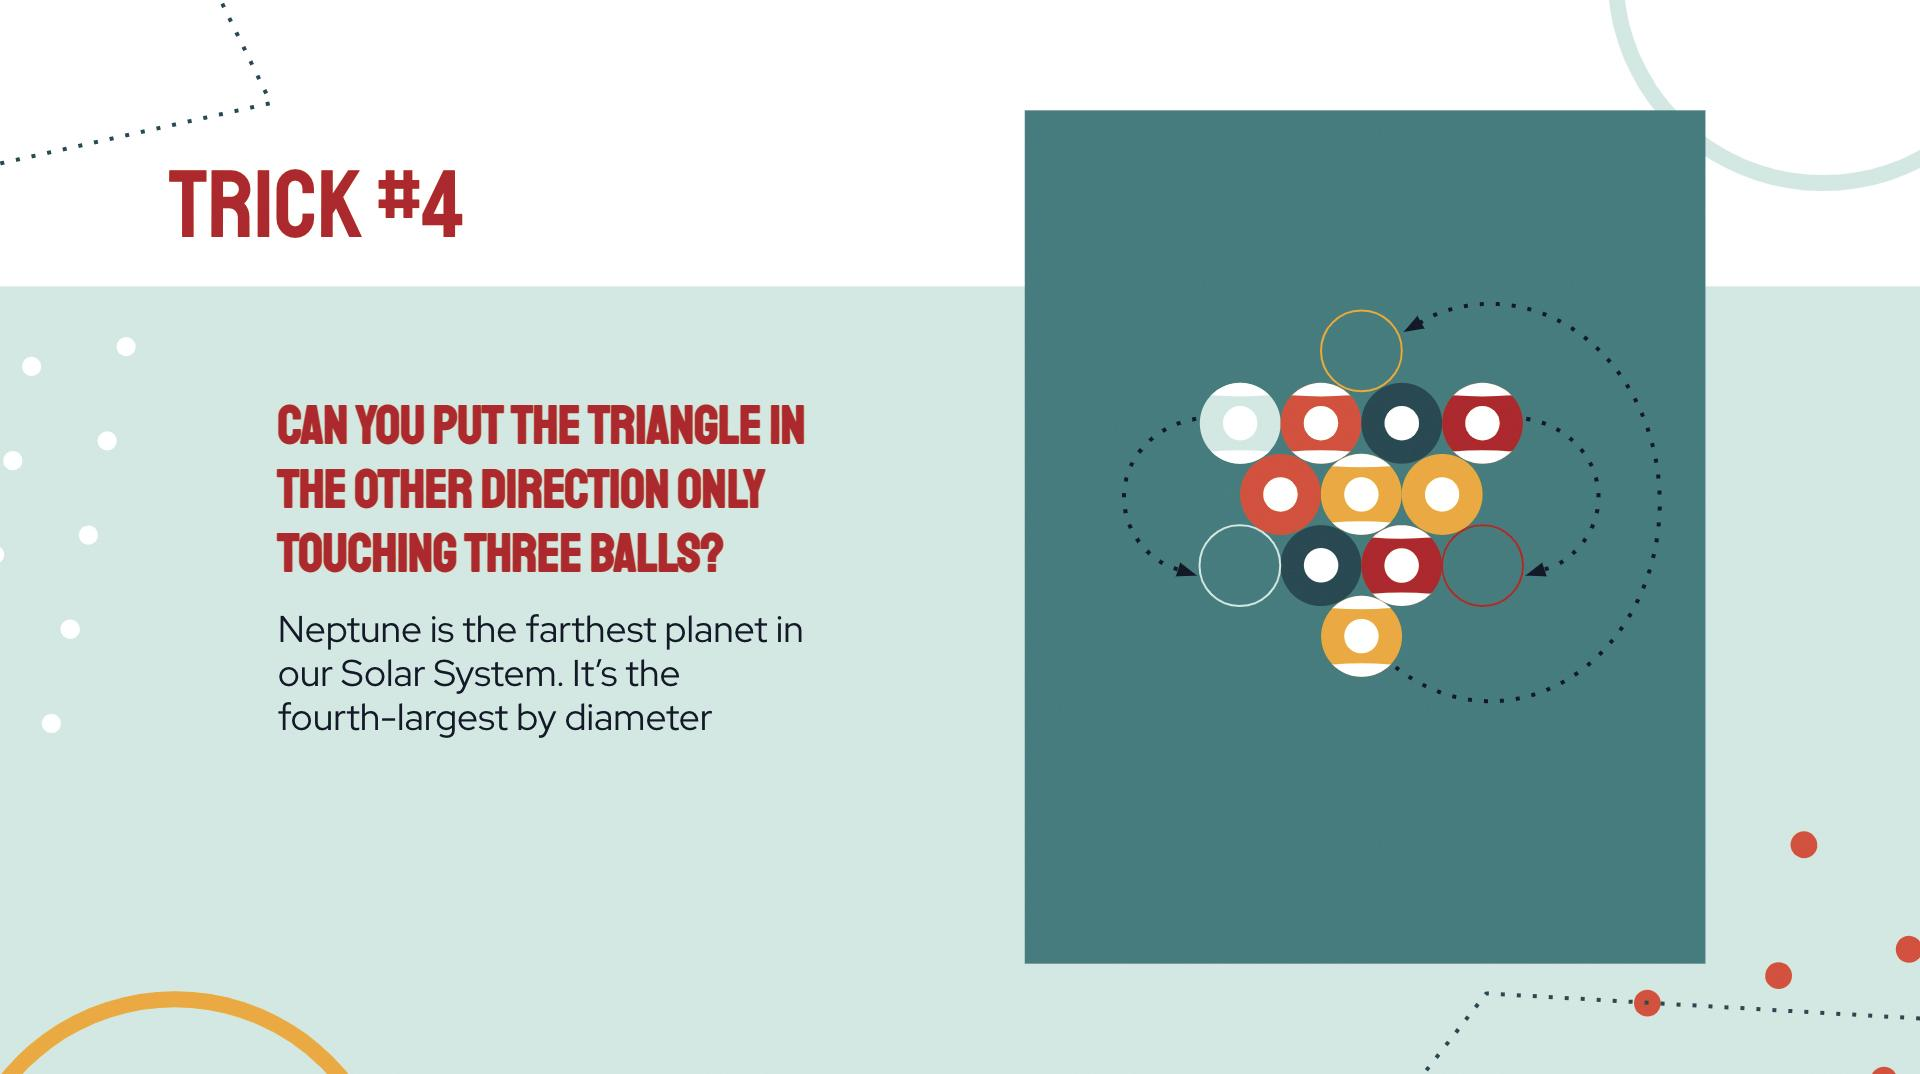 TRICK #4
CAN YOU PUT THE TRIANGLE IN
THE OTHER DIRECTION ONLY
TOUCHING THREE BALLS?
Neptune is the farthest planet in
our Solar System. It’s the
fourth-largest by diameter